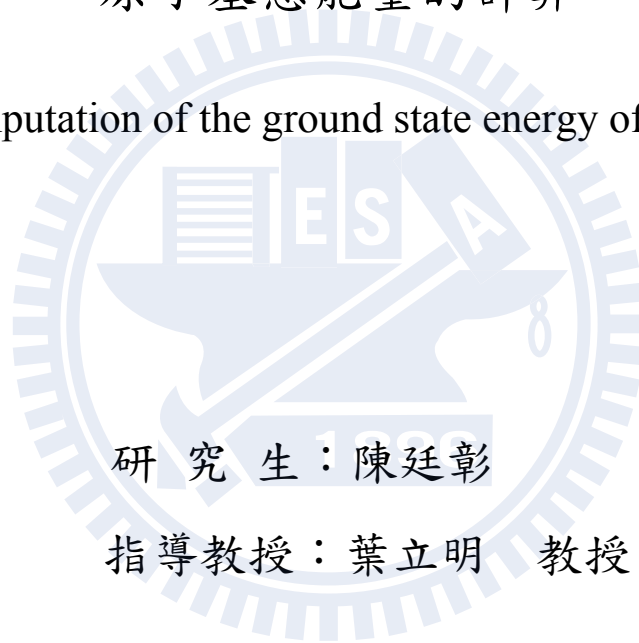 原子基態能量的計算
putation of the ground state energy of
E S A
1896
研 究 生：陳廷彰
指導教授：葉立明 教授